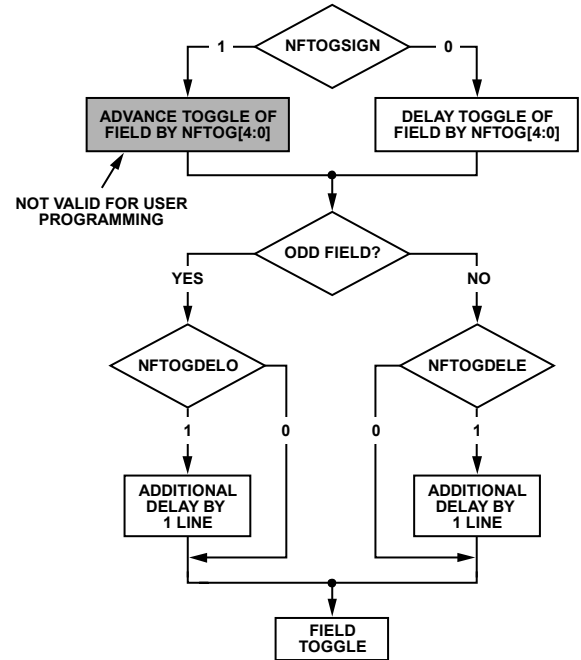 NFTOGSIGN
1
0
ADVANCE TOGGLE OF
FIELD BY NFTOG[4:0]
DELAY TOGGLE OF
FIELD BY NFTOG[4:0]
NOT VALID FOR USER
PROGRAMMING
ODD FIELD?
YES
NO
NFTOGDELO
NFTOGDELE
1
0
0
1
ADDITIONAL
DELAY BY
1 LINE
ADDITIONAL
DELAY BY
1 LINE
FIELD
TOGGLE